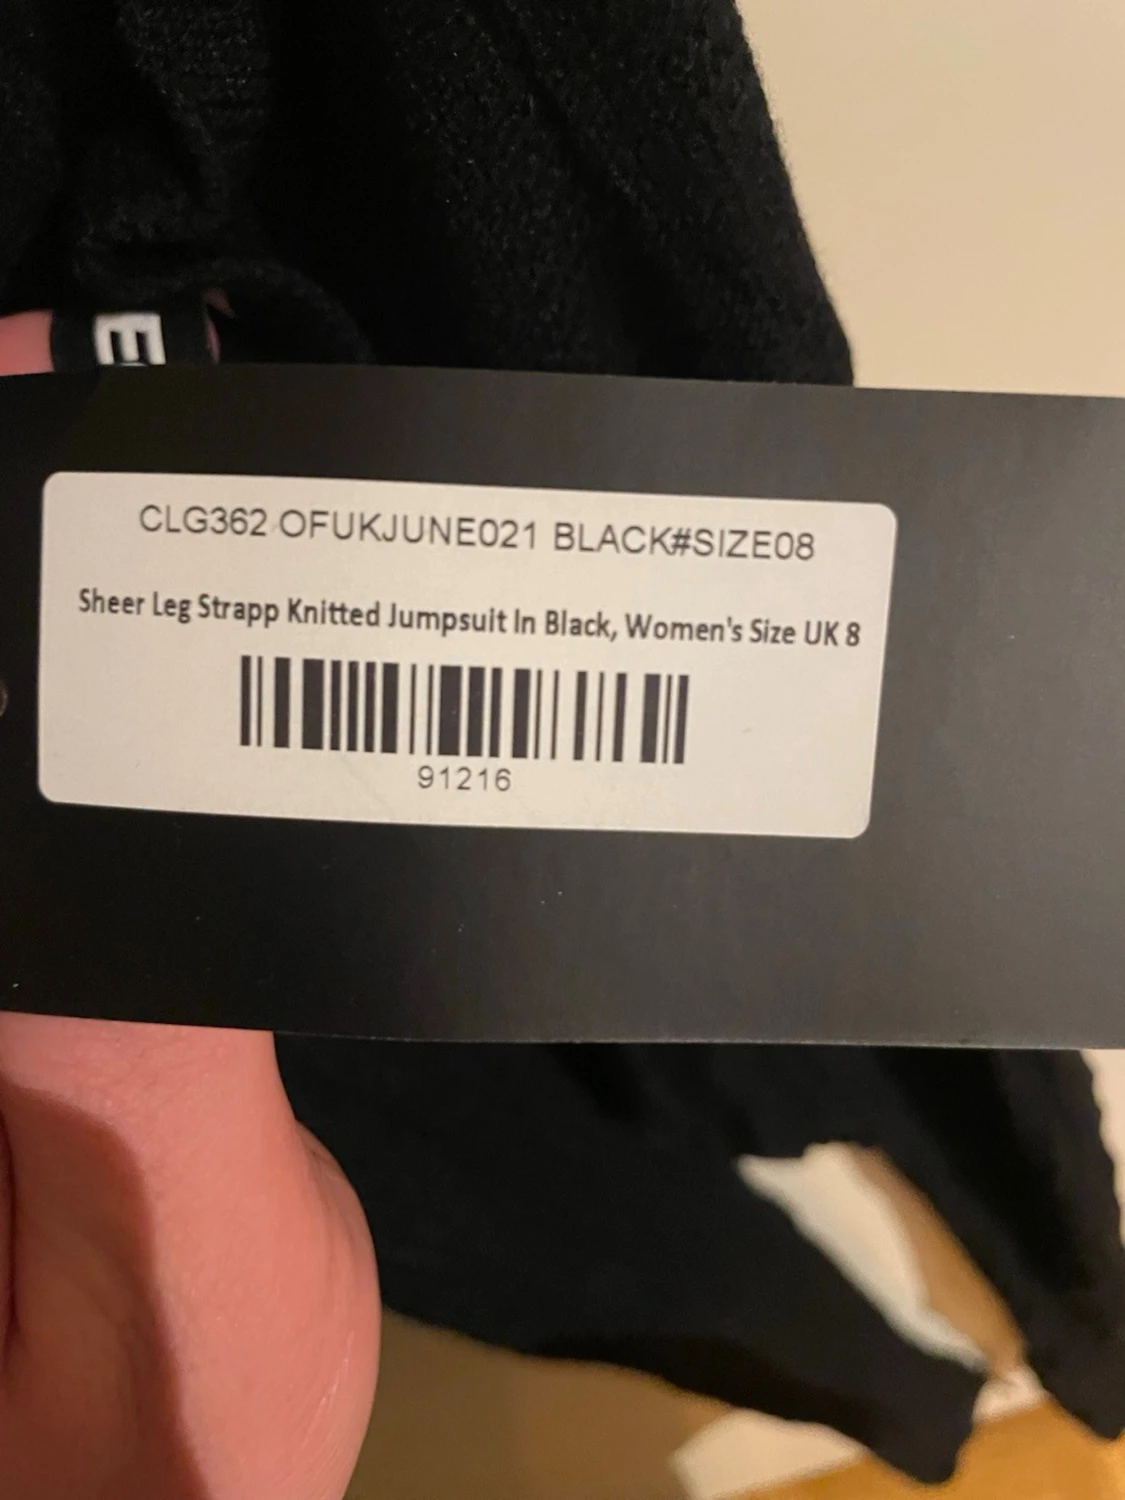 CLG362 OFUKJUNE021 BLACK#SIZE08
Sheer Leg Strapp Knitted Jumpsuit In Black, Women's Size UK 8
91216